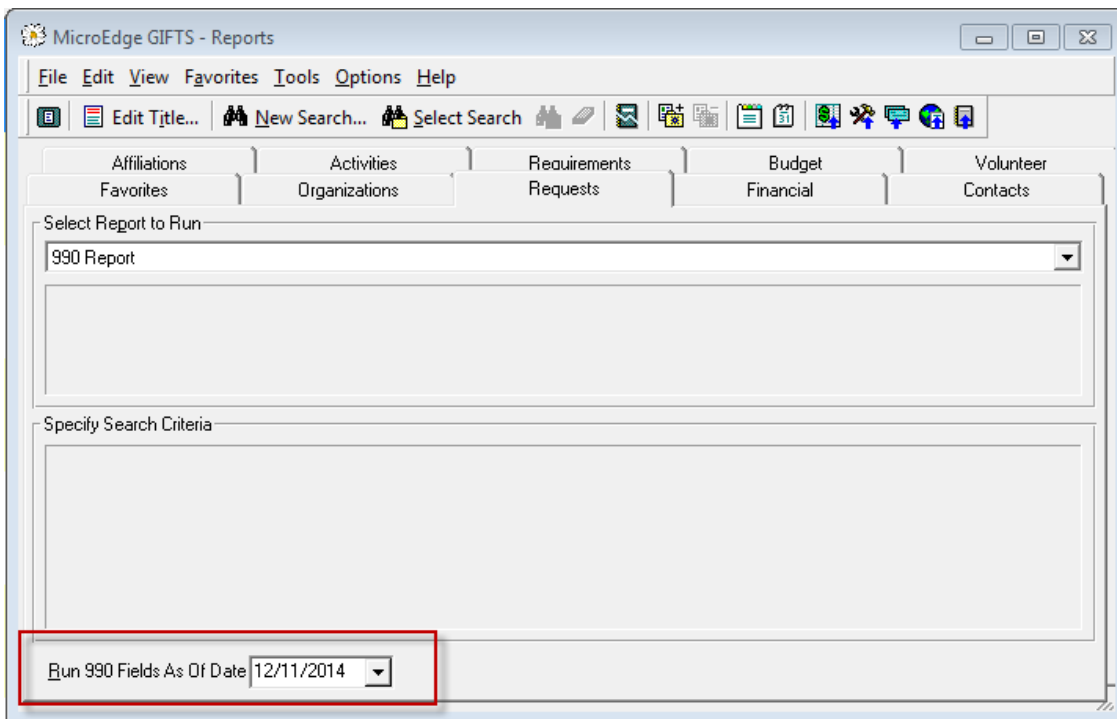 MicroEdge GIFTS - Reports
File Edit View Favorites Tools Options Help
Edit Title... New Search... Select Search
Affiliations Activities Requirements Budget Volunteer
Favorites Organizations Requests Financial Contacts
Select Report to Run
990 Report
Specify Search Criteria
Run 990 Fields As Of Date 12/11/2014